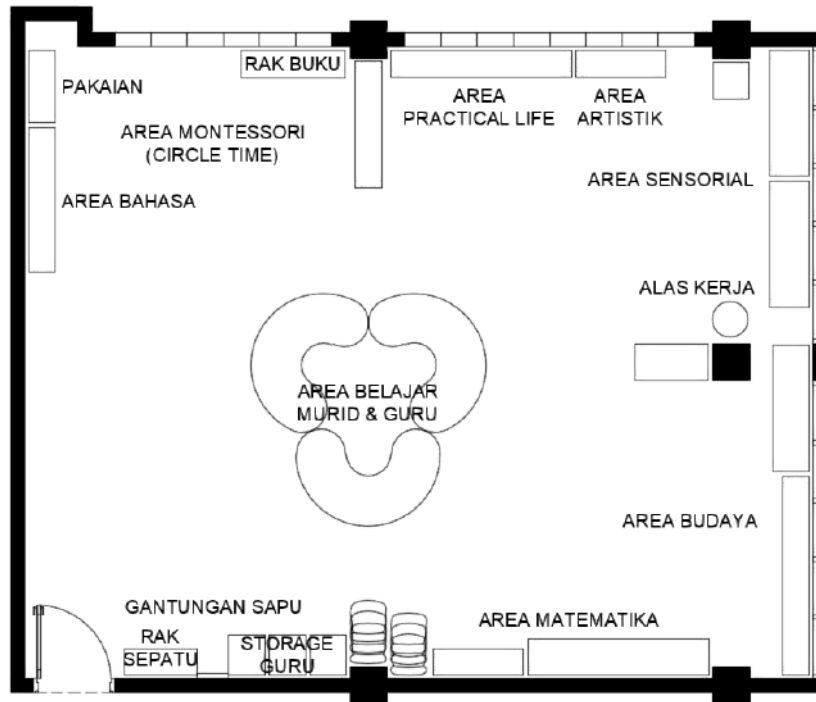 RAK BUKU
PAKAIAN
AREA
PRACTICAL LIFE
AREA
ARTISTIK
AREA MONTESSORI
(CIRCLE TIME)
AREA SENSORIAL
AREA BAHASA
ALAS KERJA
AREA BELAJAR
MURID & GURU
AREA BUDAYA
GANTUNGAN SAPU
RAK
SEPATU
STORAGE
GURU
AREA MATEMATIKA